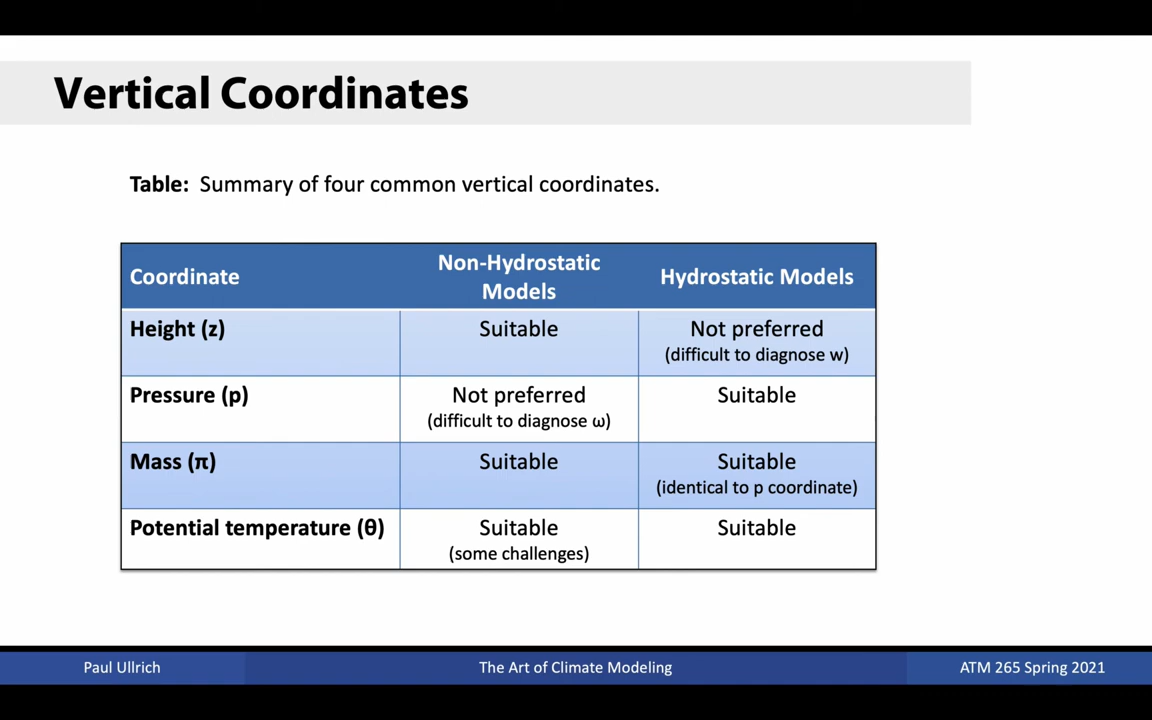 Vertical Coordinates
Table: Summary of four common vertical coordinates.
Coordinate
Non-Hydrostatic
Models
Hydrostatic Models
Height (z)
Suitable
Not preferred
(difficult to diagnose w)
Pressure (p)
Not preferred
(difficult to diagnose ω)
Suitable
Mass (π)
Suitable
Suitable
(identical to p coordinate)
Potential temperature (θ)
Suitable
(some challenges)
Suitable
Paul Ullrich
The Art of Climate Modeling
ATM 265 Spring 2021